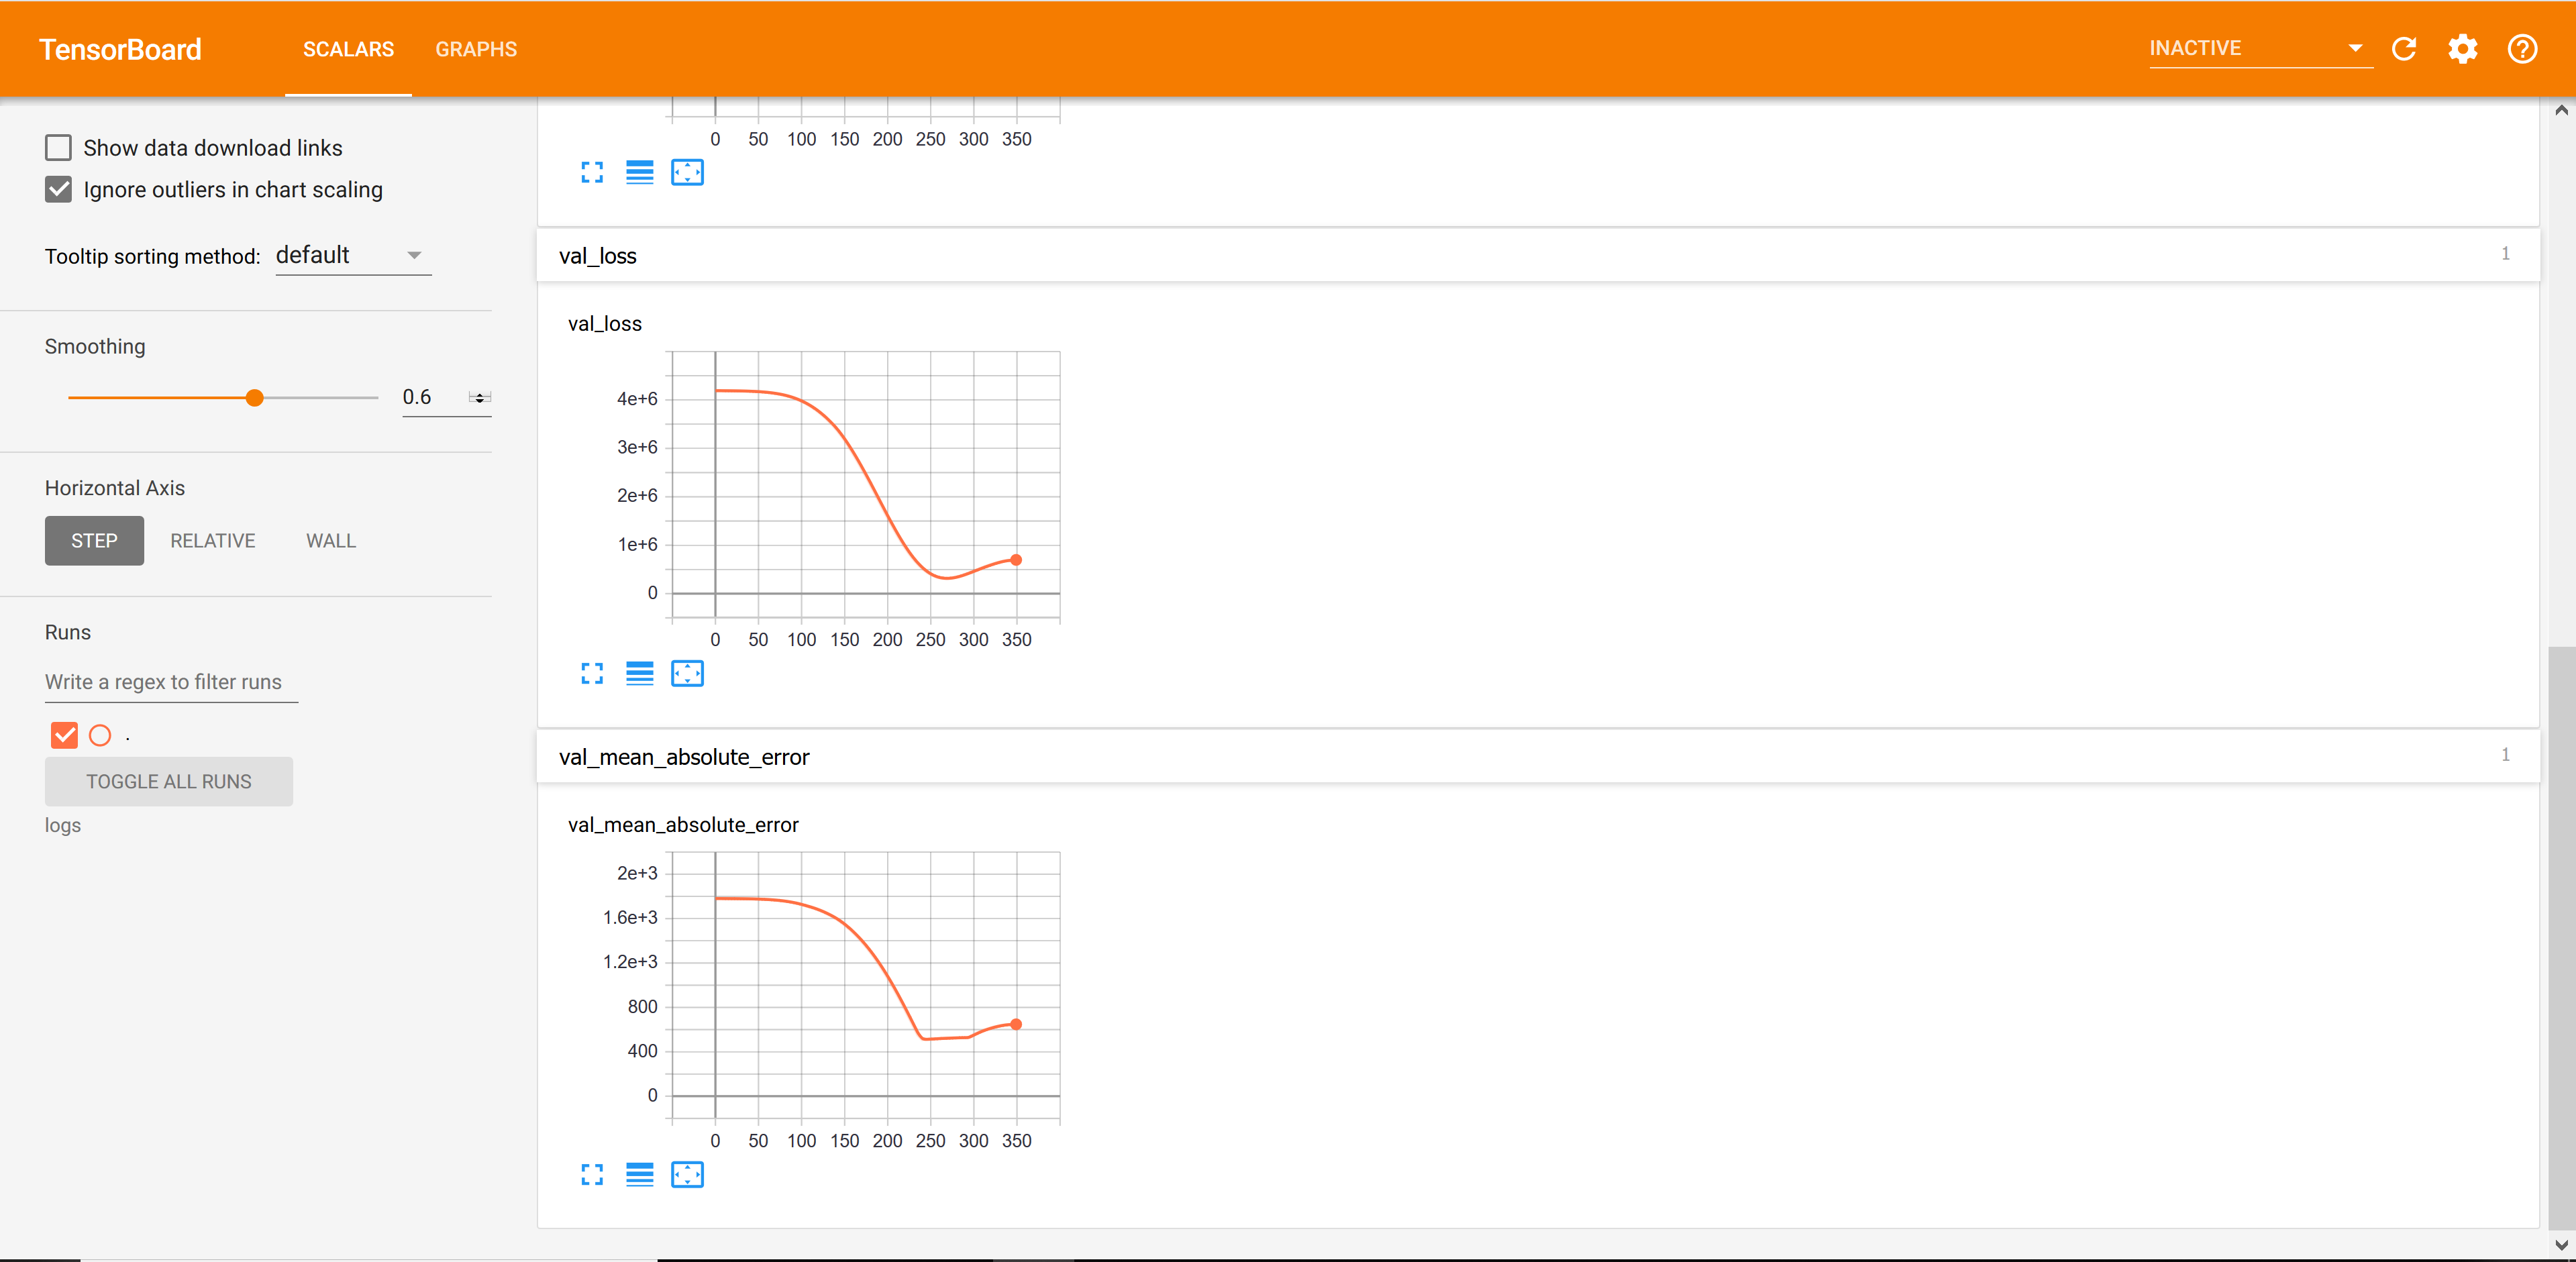 TensorBoard SCALARS GRAPHS INACTIVE
Show data download links
Ignore outliers in chart scaling
Tooltip sorting method: default
Smoothing
0.6
Horizontal Axis
STEP RELATIVE WALL
Runs
Write a regex to filter runs
.
TOGGLE ALL RUNS
logs
0 50 100 150 200 250 300 350
val_loss 1
val_loss
4e+6
3e+6
2e+6
1e+6
0
0 50 100 150 200 250 300 350
val_mean_absolute_error 1
val_mean_absolute_error
2e+3
1.6e+3
1.2e+3
800
400
0
0 50 100 150 200 250 300 350